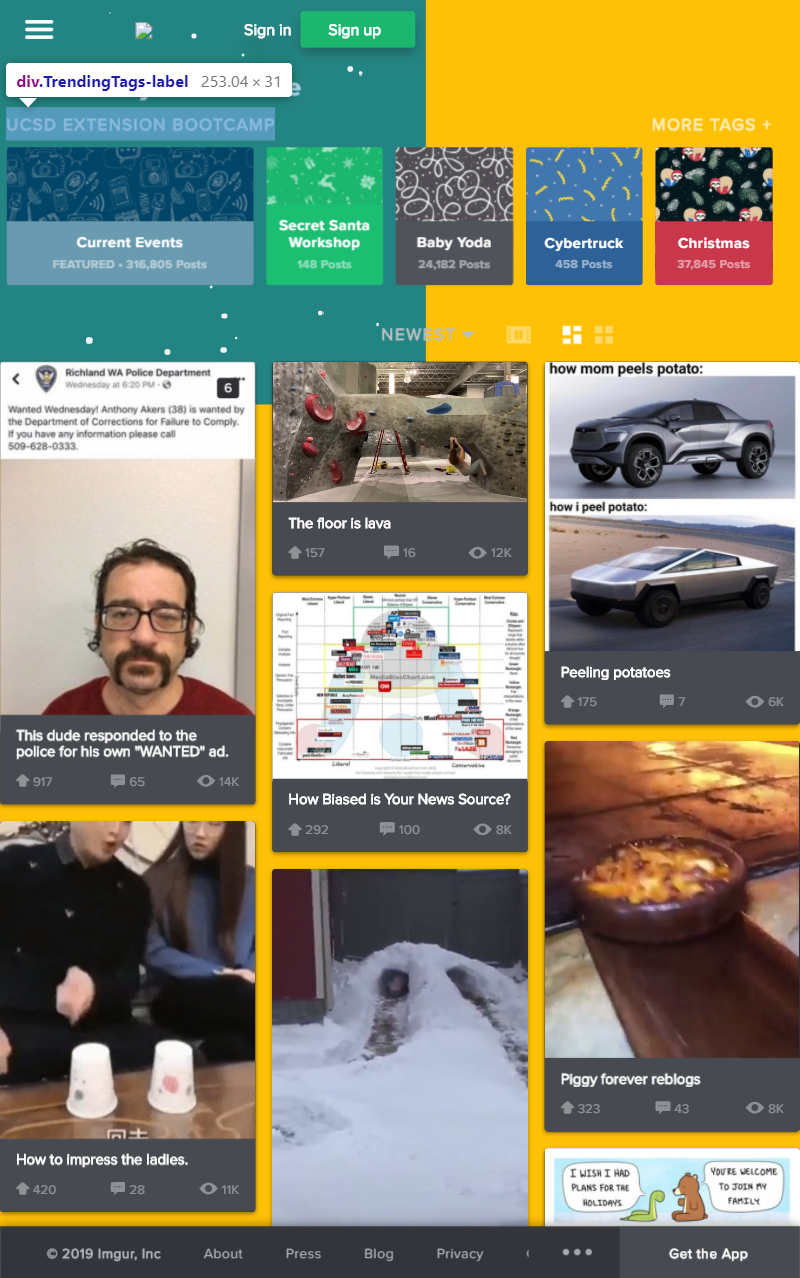 Sign in
Sign up
div.TrendingTags-label 253.04 × 31
e
UCSD EXTENSION BOOTCAMP
MORE TAGS +
Current Events
FEATURED • 316,805 Posts
Secret Santa
Workshop
148 Posts
Baby Yoda
24,182 Posts
Cybertruck
458 Posts
Christmas
37,845 Posts
NEWEST
Richland WA Police Department
Wednesday at 6:20 PM
6
Wanted Wednesday! Anthony Akers (38) is wanted by
the Department of Corrections for Failure to Comply.
If you have any information please call
509-628-0333.
This dude responded to the
police for his own "WANTED" ad.
917
65
14K
How to impress the ladies.
420
28
11K
The floor is lava
157
16
12K
MediaBiasChart.com
CNN
Liberal
Conservative
How Biased is Your News Source?
292
100
8K
how mom peels potato:
how i peel potato:
Peeling potatoes
175
7
6K
Piggy forever reblogs
323
43
8K
I WISH I HAD
PLANS FOR THE
HOLIDAYS.
YOU'RE WELCOME
TO JOIN MY
FAMILY
© 2019 Imgur, Inc
About
Press
Blog
Privacy
Get the App